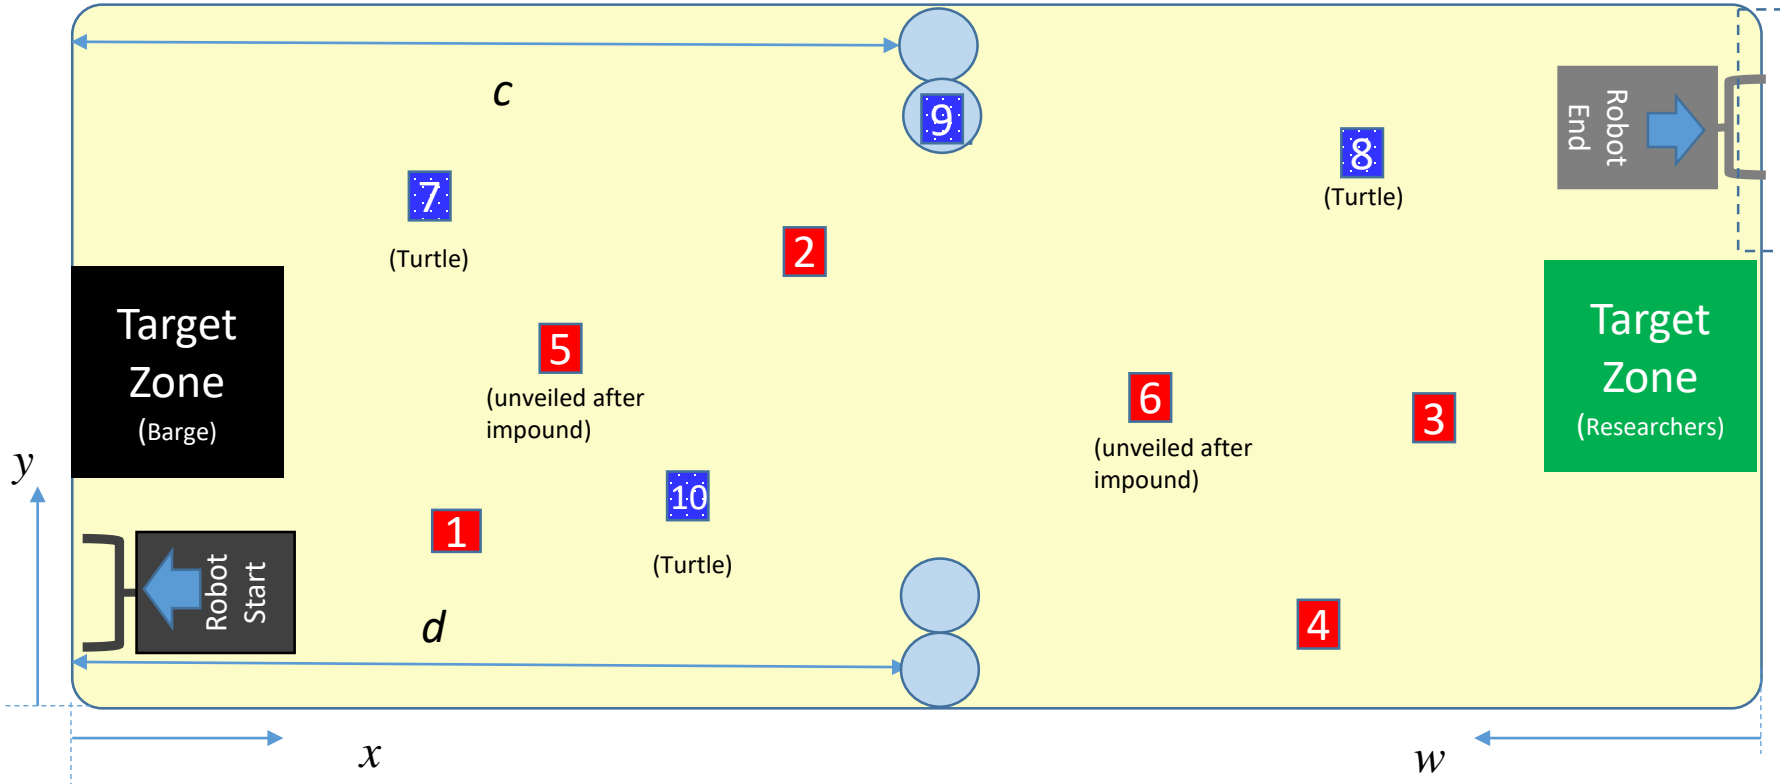 c
9
8
(Turtle)
Robot
End
7
(Turtle)
2
Target
Zone
(Barge)
5
(unveiled after
impound)
6
(unveiled after
impound)
3
Target
Zone
(Researchers)
y
10
(Turtle)
1
Robot
Start
d
4
x
w